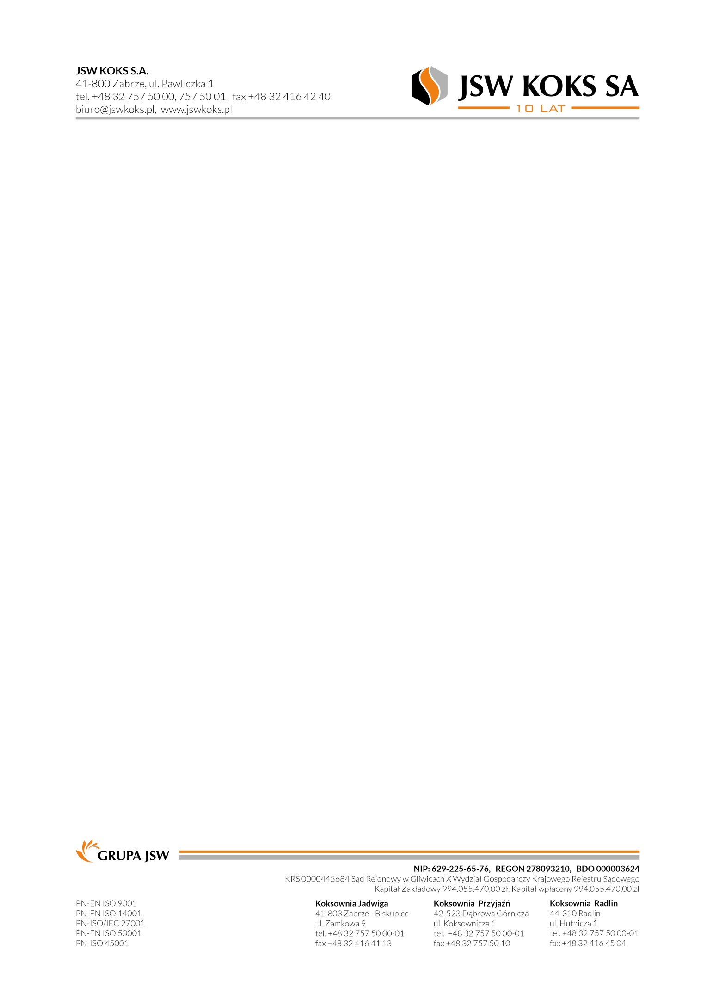 JSW KOKS S.A.
41-800 Zabrze, ul. Pawliczka 1
tel. +48 32 757 50 00, 757 50 01, fax +48 32 416 42 40
biuro@jswkoks.pl, www.jswkoks.pl
JSW KOKS SA
10 LAT
GRUPA JSW
NIP: 629-225-65-76, REGON 278093210, BDO 000003624
KRS 0000445684 Sąd Rejonowy w Gliwicach X Wydział Gospodarczy Krajowego Rejestru Sądowego
Kapitał Zakładowy 994.055.470,00 zł, Kapitał wpłacony 994.055.470,00 zł
PN-EN ISO 9001
PN-EN ISO 14001
PN-ISO/IEC 27001
PN-EN ISO 50001
PN-ISO 45001
Koksownia Jadwiga
41-803 Zabrze - Biskupice
ul. Zamkowa 9
tel. +48 32 757 50 00-01
fax +48 32 416 41 13
Koksownia Przyjaźń
42-523 Dąbrowa Górnicza
ul. Koksownicza 1
tel. +48 32 757 50 00-01
fax +48 32 757 50 10
Koksownia Radlin
44-310 Radlin
ul. Hutnicza 1
tel. +48 32 757 50 00-01
fax +48 32 416 45 04